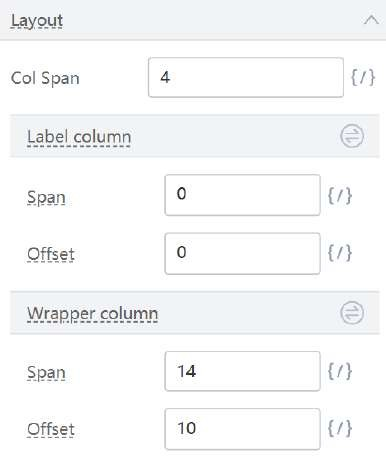 Layout
Col Span 4 {/}
Label column
Span 0 {/}
Offset 0 {/}
Wrapper column
Span 14 {/}
Offset 10 {/}